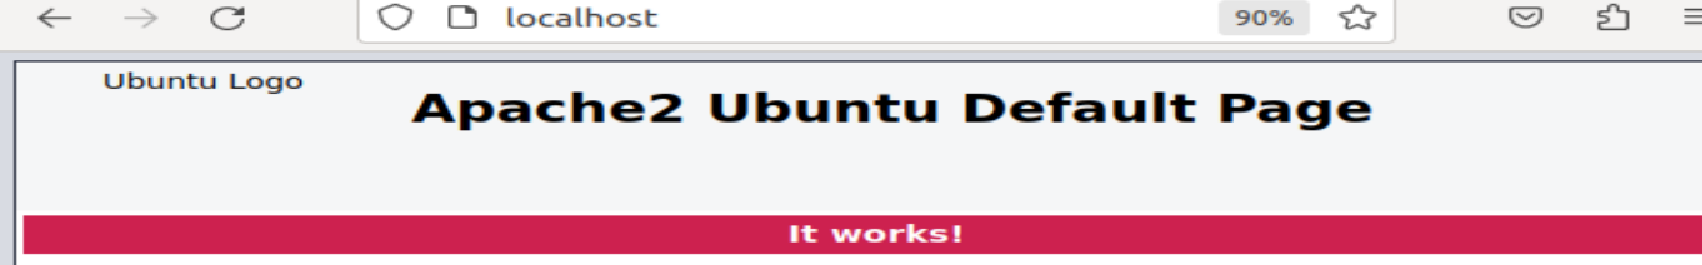 localhost 90%
Ubuntu Logo
Apache2 Ubuntu Default Page
It works!